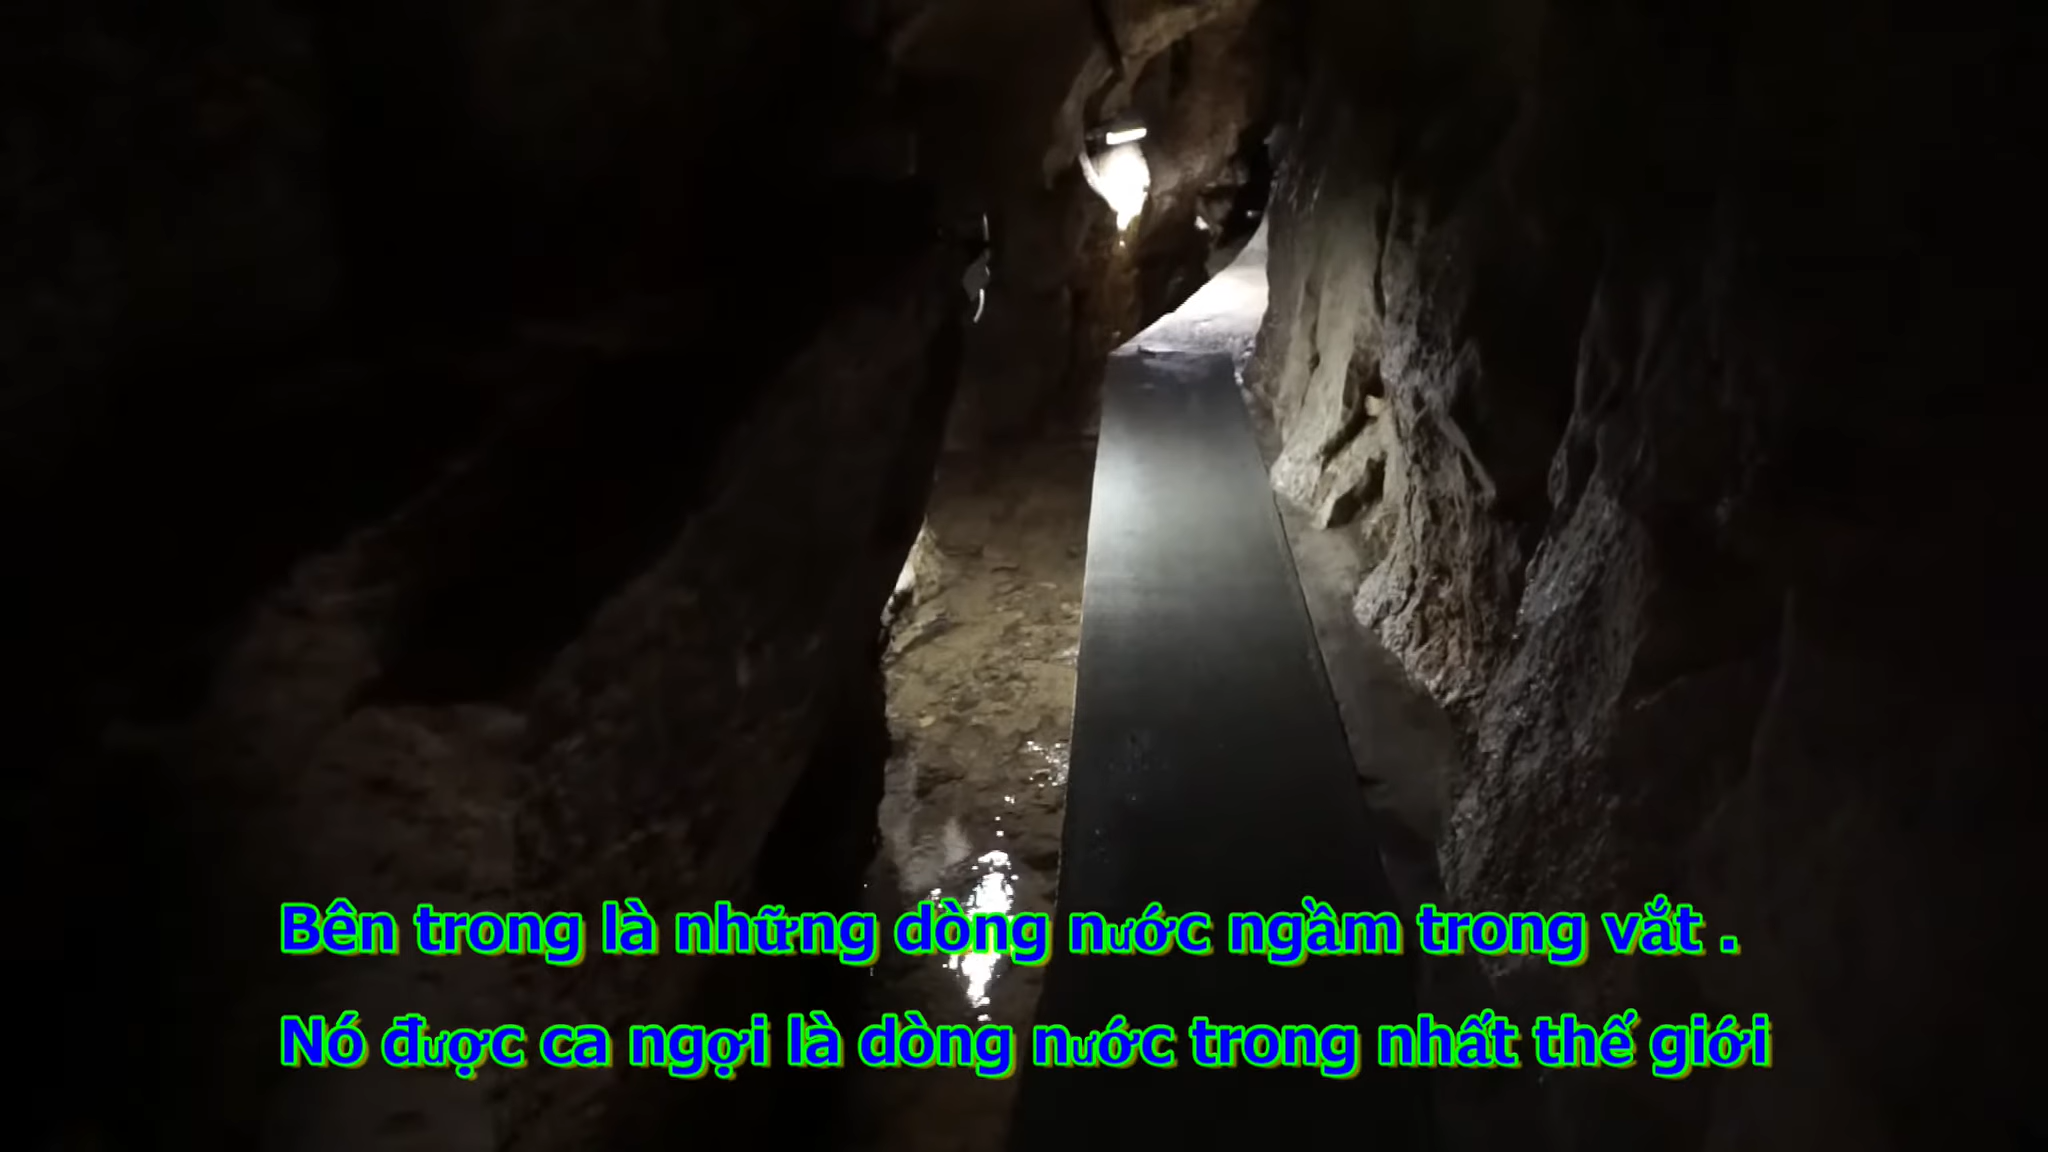 Bên trong là những dòng nước ngầm trong vắt .
Nó được ca ngợi là dòng nước trong nhất thế giới